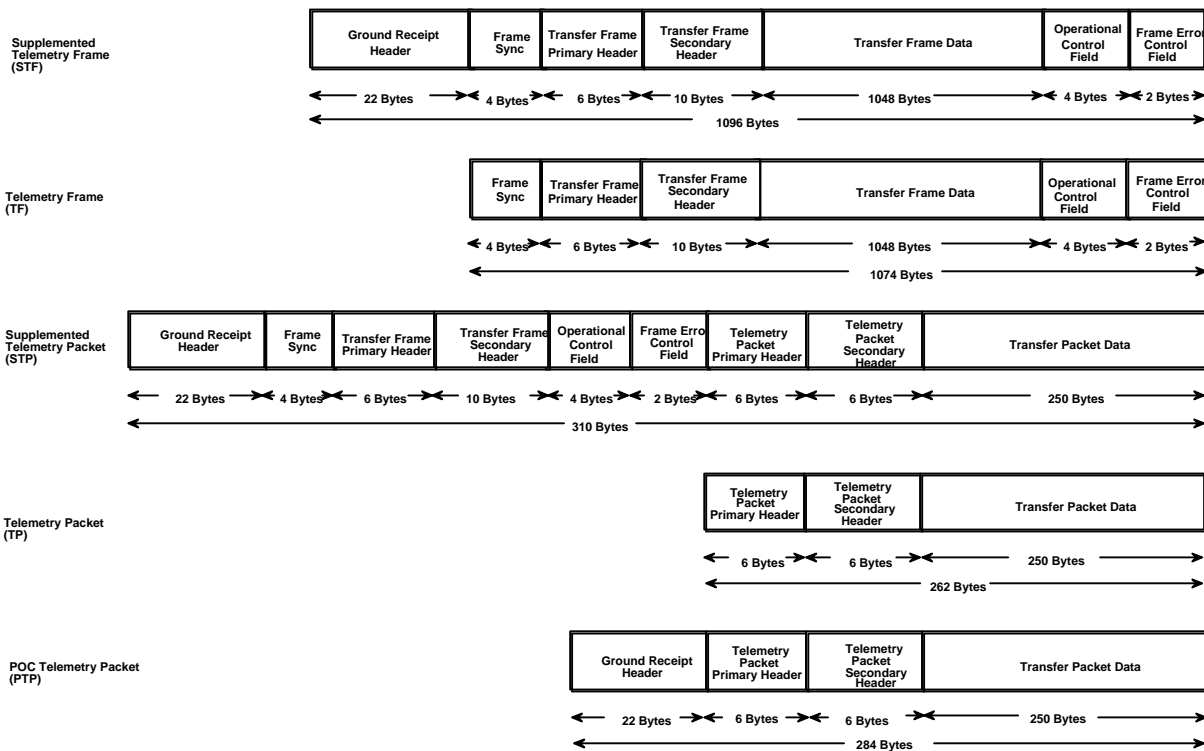 Supplemented
Telemetry Frame
(STF)
Ground Receipt
Header
Frame
Sync
Transfer Frame
Primary Header
Transfer Frame
Secondary
Header
Transfer Frame Data
Operational
Control
Field
Frame Error
Control
Field
22 Bytes
4 Bytes
6 Bytes
10 Bytes
1048 Bytes
4 Bytes
2 Bytes
1096 Bytes
Telemetry Frame
(TF)
Frame
Sync
Transfer Frame
Primary Header
Transfer Frame
Secondary
Header
Transfer Frame Data
Operational
Control
Field
Frame Error
Control
Field
4 Bytes
6 Bytes
10 Bytes
1048 Bytes
4 Bytes
2 Bytes
1074 Bytes
Supplemented
Telemetry Packet
(STP)
Ground Receipt
Header
Frame
Sync
Transfer Frame
Primary Header
Transfer Frame
Secondary
Header
Operational
Control
Field
Frame Erro
Control
Field
Telemetry
Packet
Primary Header
Telemetry
Packet
Secondary
Header
Transfer Packet Data
22 Bytes
4 Bytes
6 Bytes
10 Bytes
4 Bytes
2 Bytes
6 Bytes
6 Bytes
250 Bytes
310 Bytes
Telemetry Packet
(TP)
Telemetry
Packet
Primary Header
Telemetry
Packet
Secondary
Header
Transfer Packet Data
6 Bytes
6 Bytes
250 Bytes
262 Bytes
POC Telemetry Packet
(PTP)
Ground Receipt
Header
Telemetry
Packet
Primary Header
Telemetry
Packet
Secondary
Header
Transfer Packet Data
22 Bytes
6 Bytes
6 Bytes
250 Bytes
284 Bytes